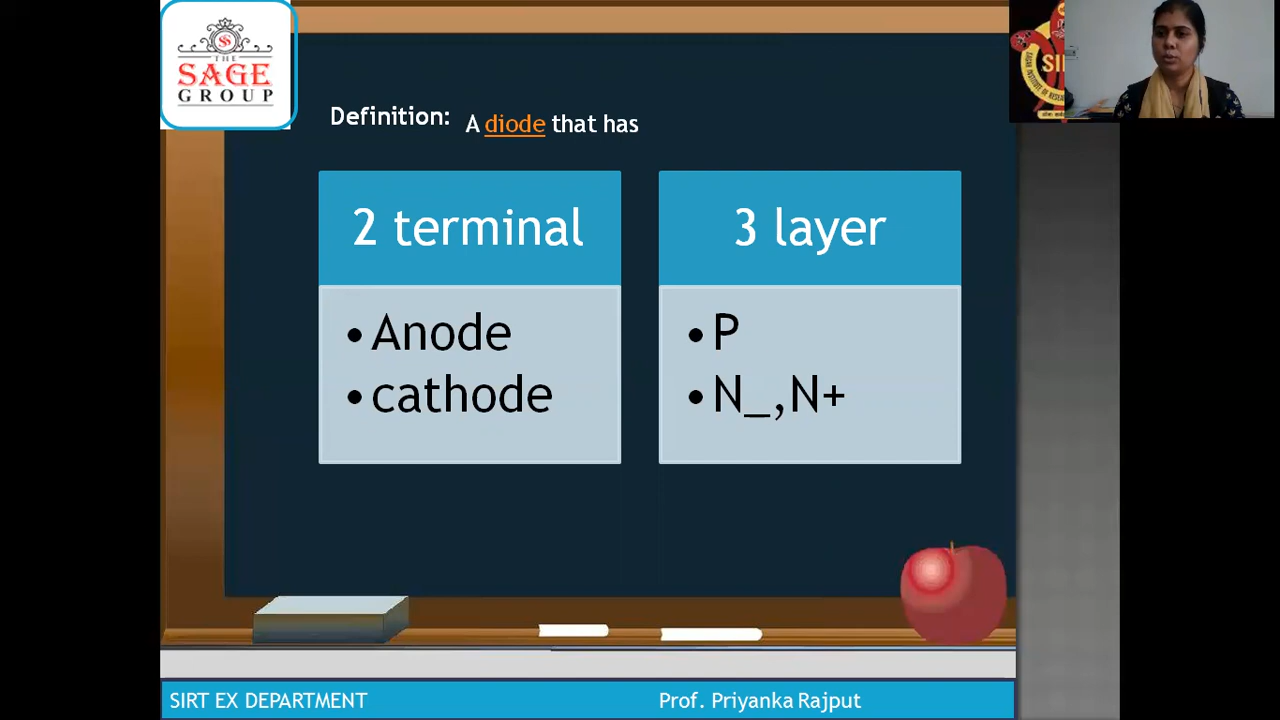 THE
SAGE
GROUP
Definition: A diode that has
2 terminal
• Anode
• cathode
3 layer
• P
• N_,N+
SIRT EX DEPARTMENT
Prof. Priyanka Rajput